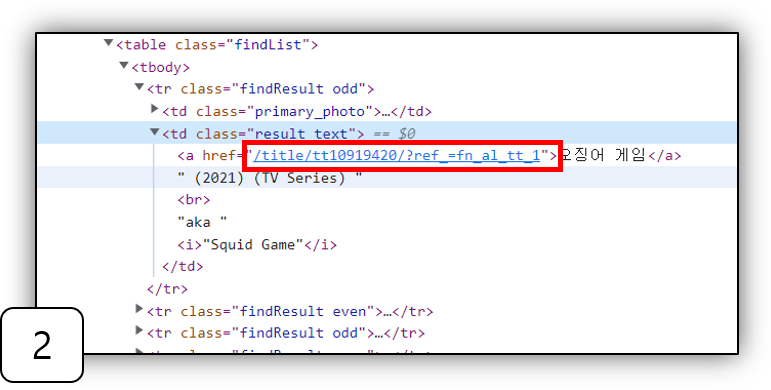 <table class="findList">
<tbody>
<tr class="findResult odd">
<td class="primary_photo">…</td>
<td class="result_text"> == $0
<a href="/title/tt10919420/?ref_=fn_al_tt_1">오징어 게임</a>
" (2021) (TV Series) "
<br>
"aka "
<i>"Squid Game"</i>
</td>
</tr>
<tr class="findResult even">…</tr>
<tr class="findResult odd">…</tr>
2